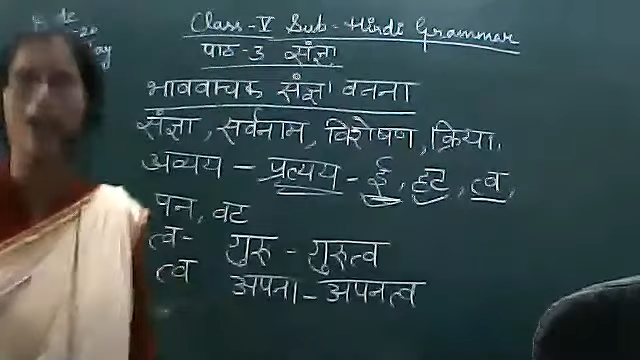 Class-V Sub-Hindi Grammar
पाठ-3 संज्ञा
भाववाचक संज्ञा बनना
संज्ञा, सर्वनाम, विशेषण, क्रिया,
अव्यय - प्रत्यय - ई, हट, त्व,
पन, वट
त्व- गुरु - गुरुत्व
त्व अपना - अपनत्व